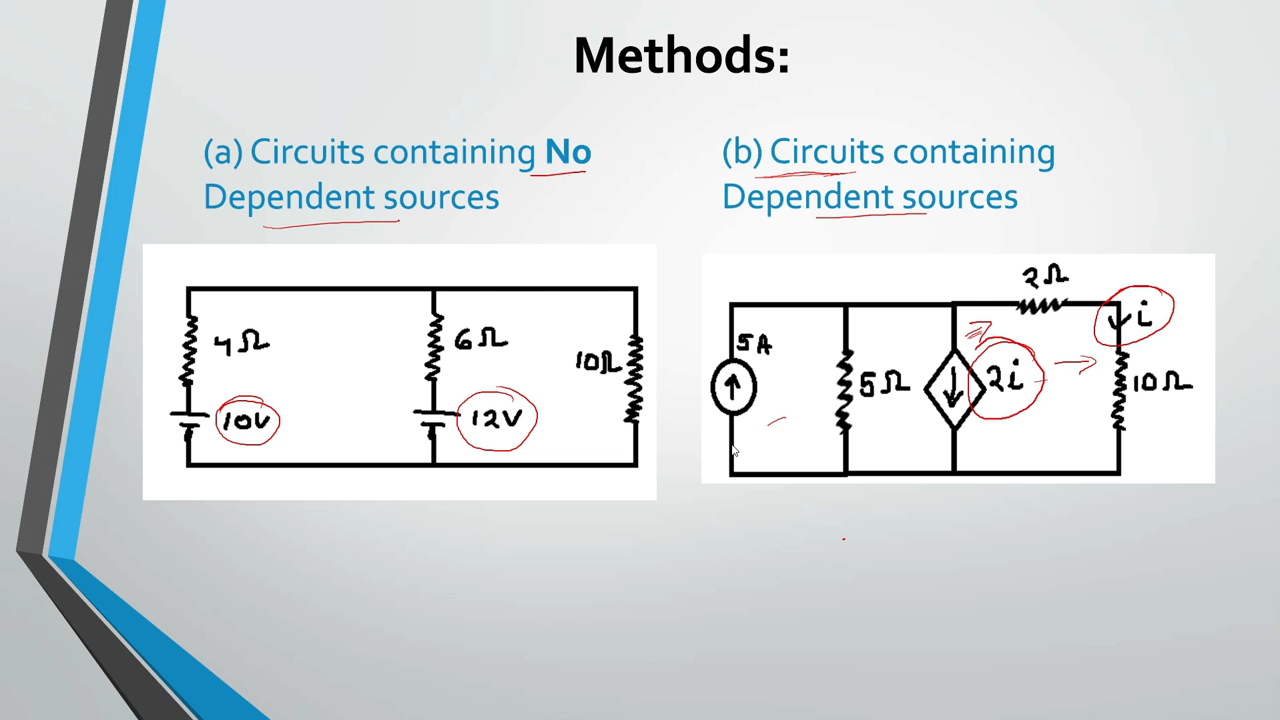 Methods:
(a) Circuits containing No
Dependent sources
(b) Circuits containing
Dependent sources
4Ω
6Ω
10Ω
10V
12V
2Ω
i
5A
5Ω
2i
10Ω